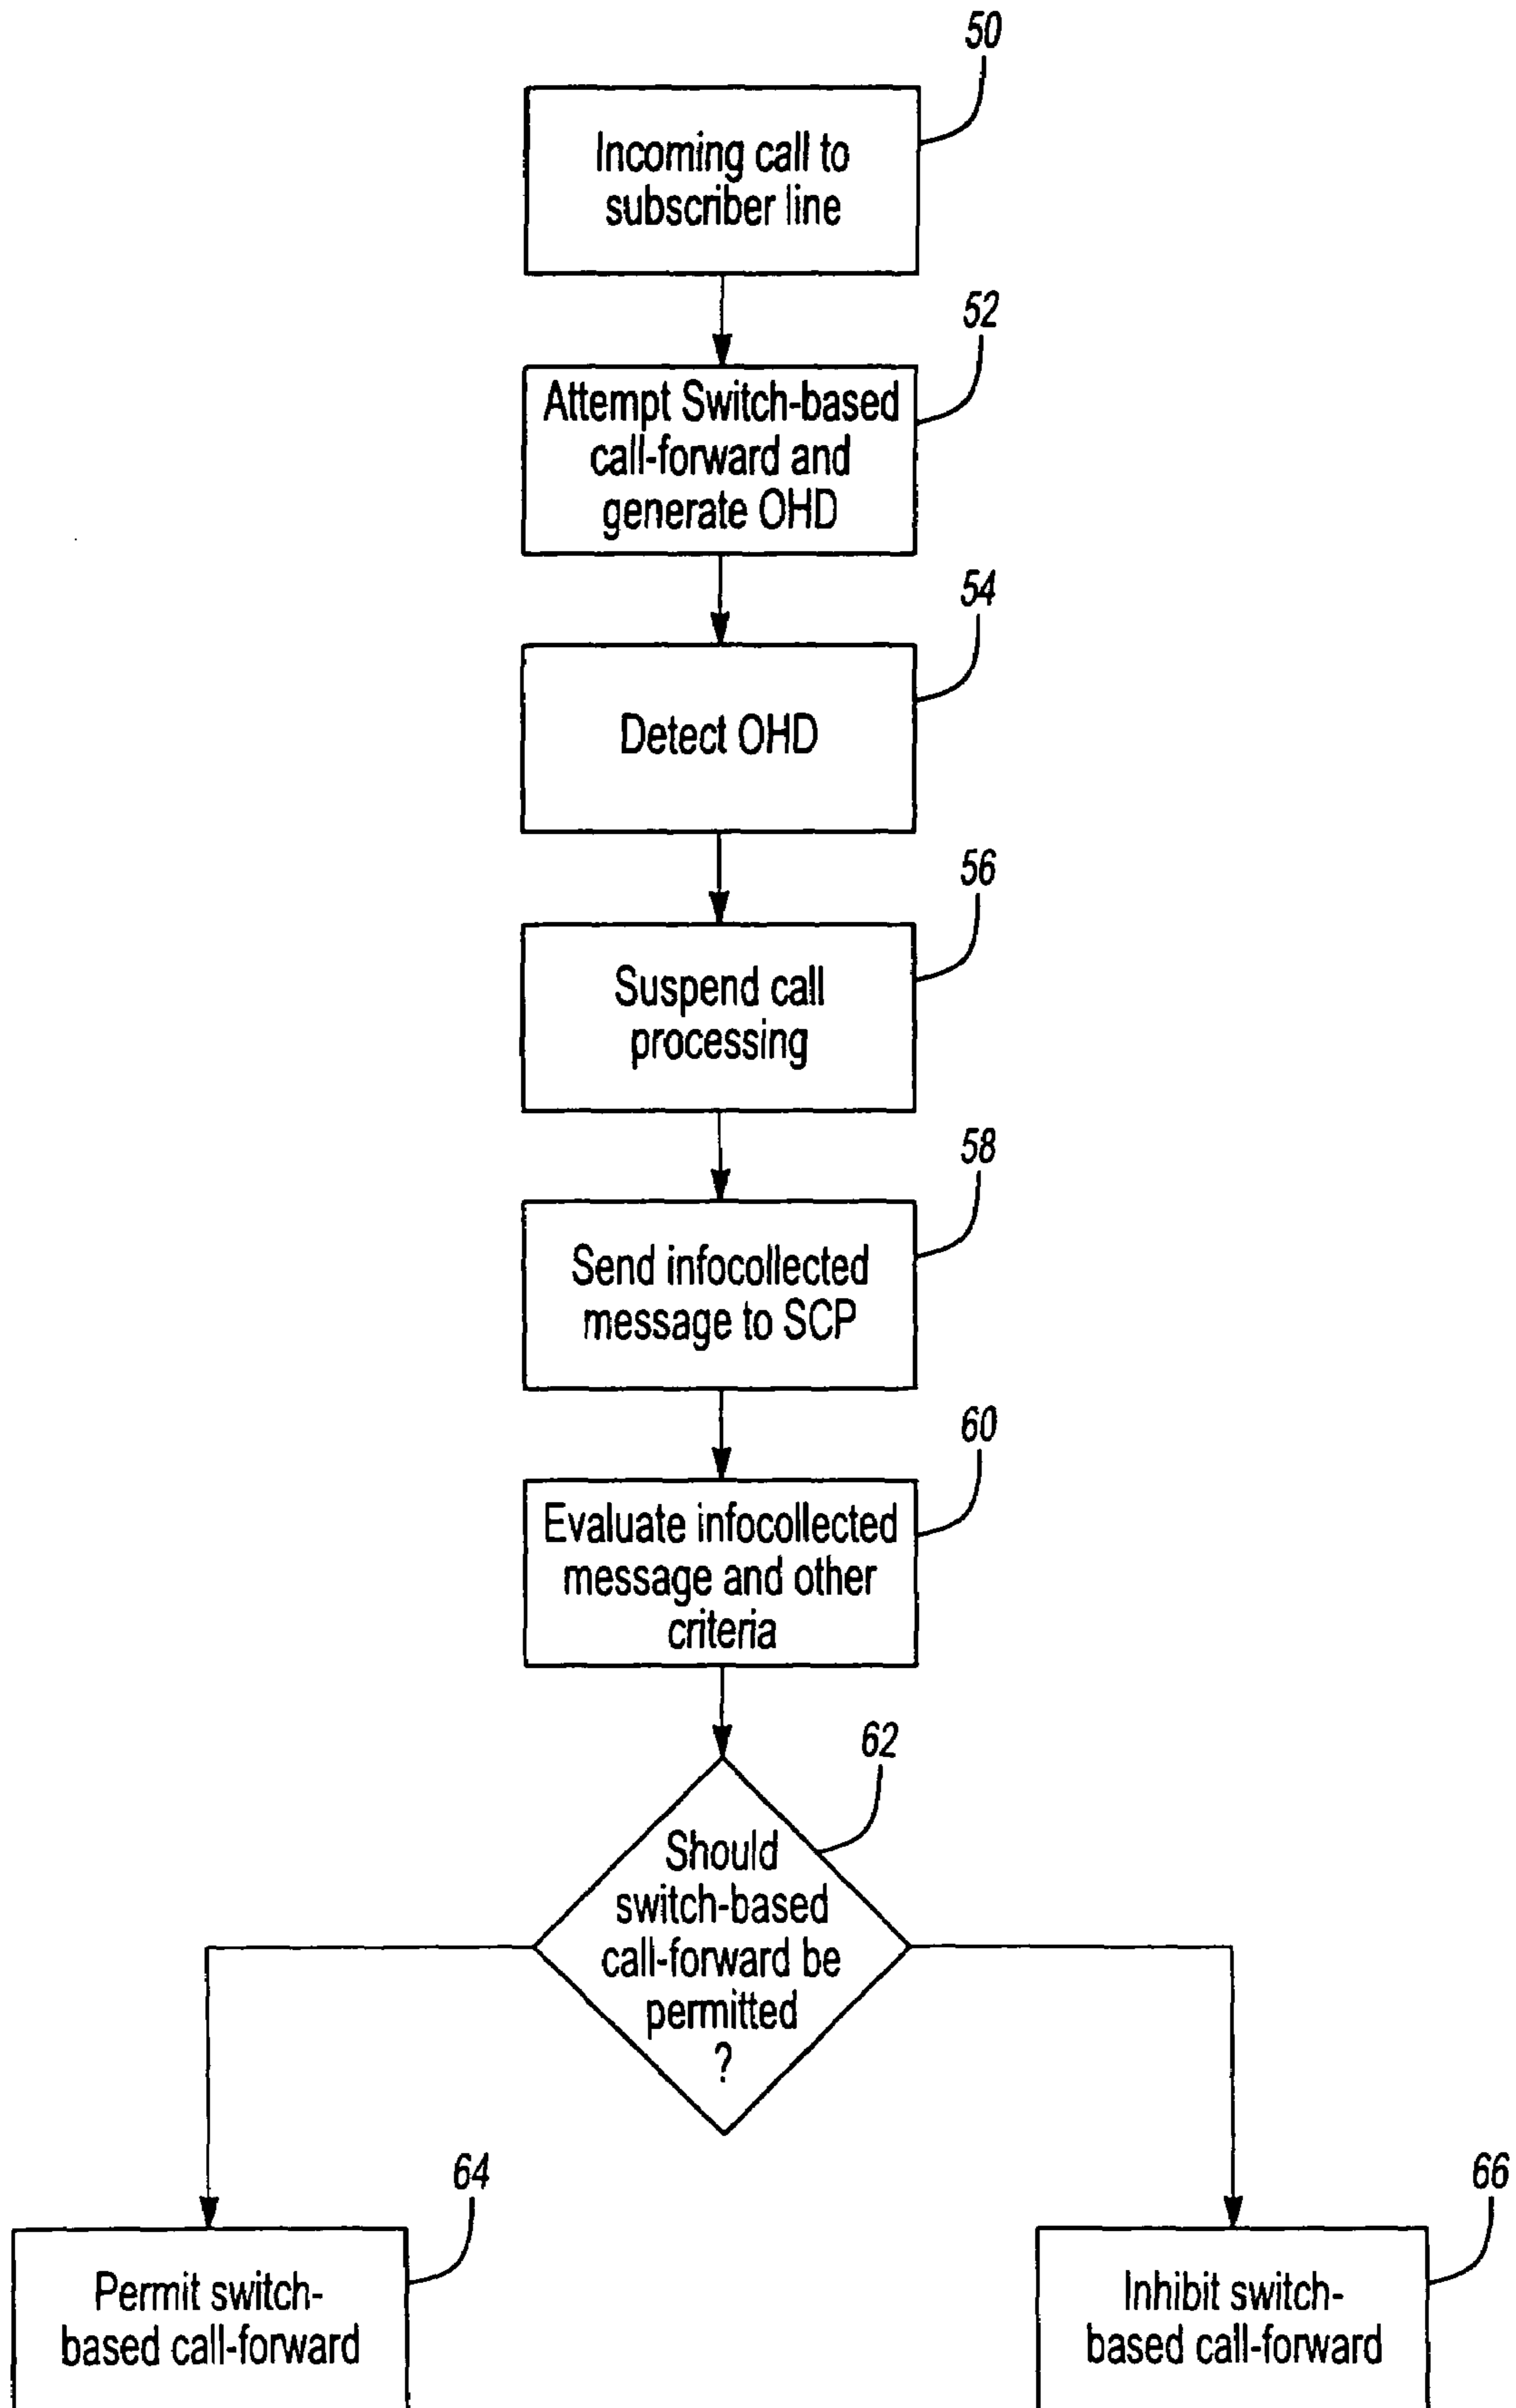 50
Incoming call to
subscriber line
52
Attempt Switch-based
call-forward and
generate OHD
54
Detect OHD
56
Suspend call
processing
58
Send infocollected
message to SCP
60
Evaluate infocollected
message and other
criteria
62
Should
switch-based
call-forward be
permitted
?
64
Permit switch-
based call-forward
66
Inhibit switch-
based call-forward